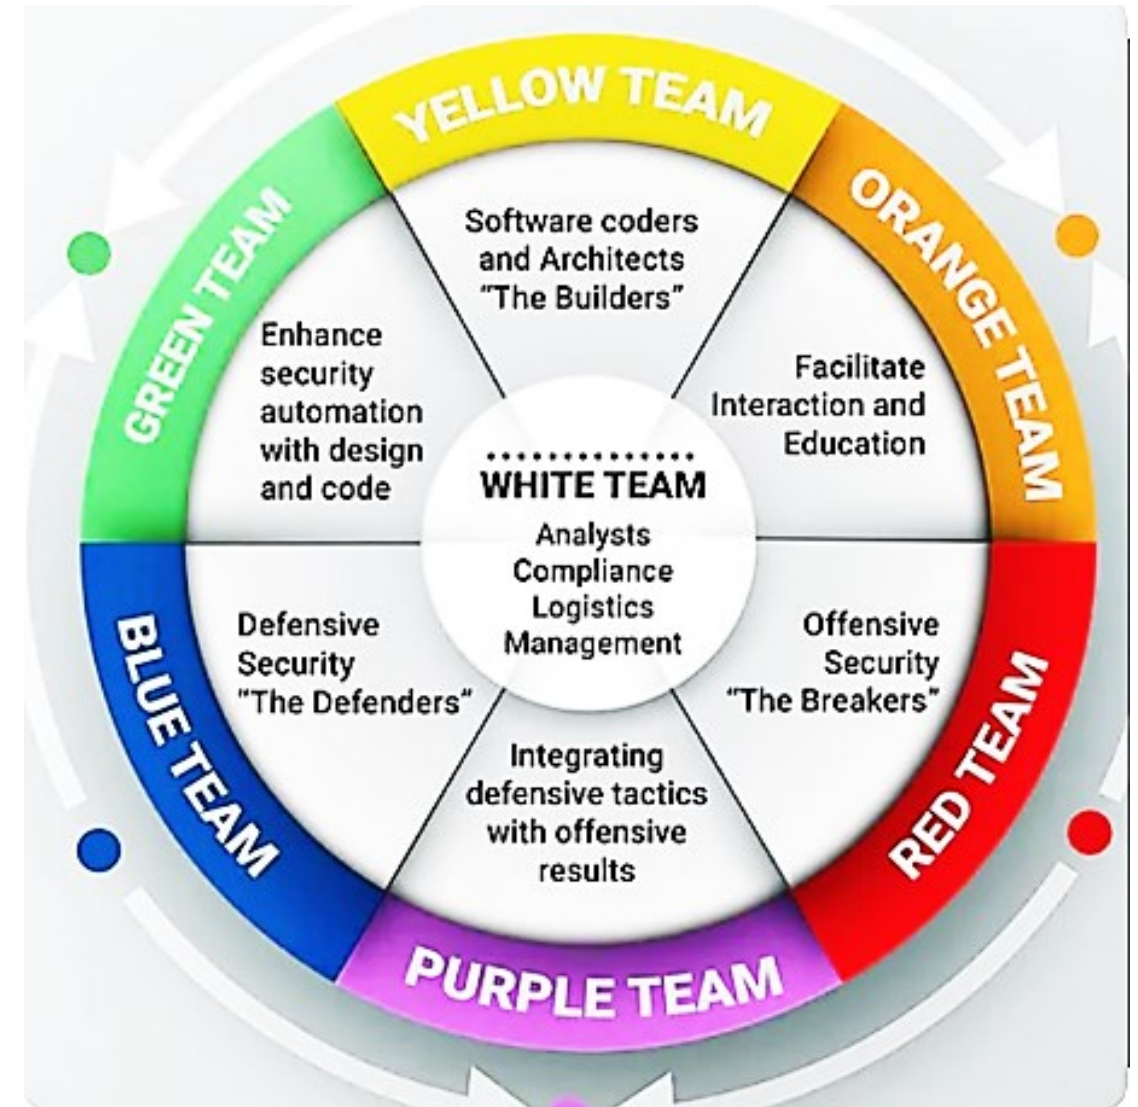 YELLOW TEAM
Software coders
and Architects
“The Builders”
ORANGE TEAM
Facilitate
Interaction and
Education
RED TEAM
Offensive
Security
“The Breakers”
PURPLE TEAM
Integrating
defensive tactics
with offensive
results
BLUE TEAM
Defensive
Security
“The Defenders”
GREEN TEAM
Enhance
security
automation
with design
and code
WHITE TEAM
Analysts
Compliance
Logistics
Management